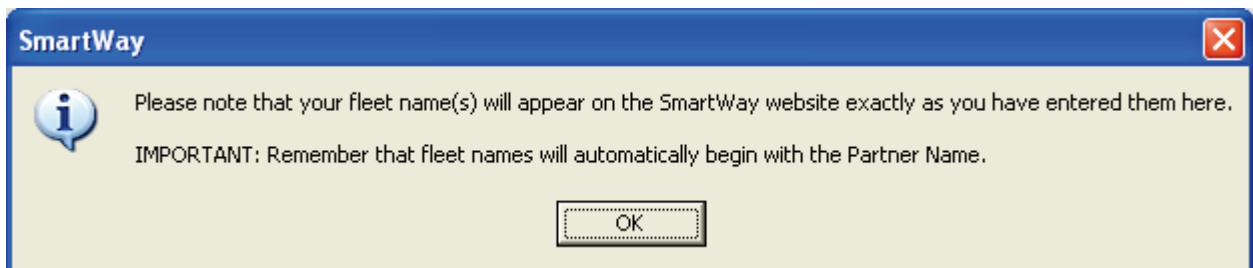 SmartWay
Please note that your fleet name(s) will appear on the SmartWay website exactly as you have entered them here.
IMPORTANT: Remember that fleet names will automatically begin with the Partner Name.
OK